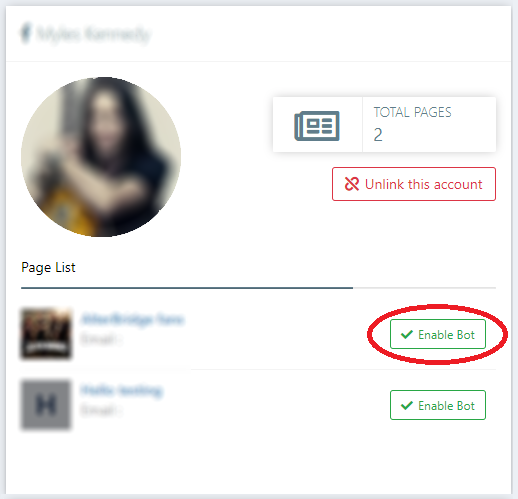 Myles Kennedy
TOTAL PAGES
2
Unlink this account
Page List
AlterBridge fans
Email :
Enable Bot
H
Hello testing
Email :
Enable Bot